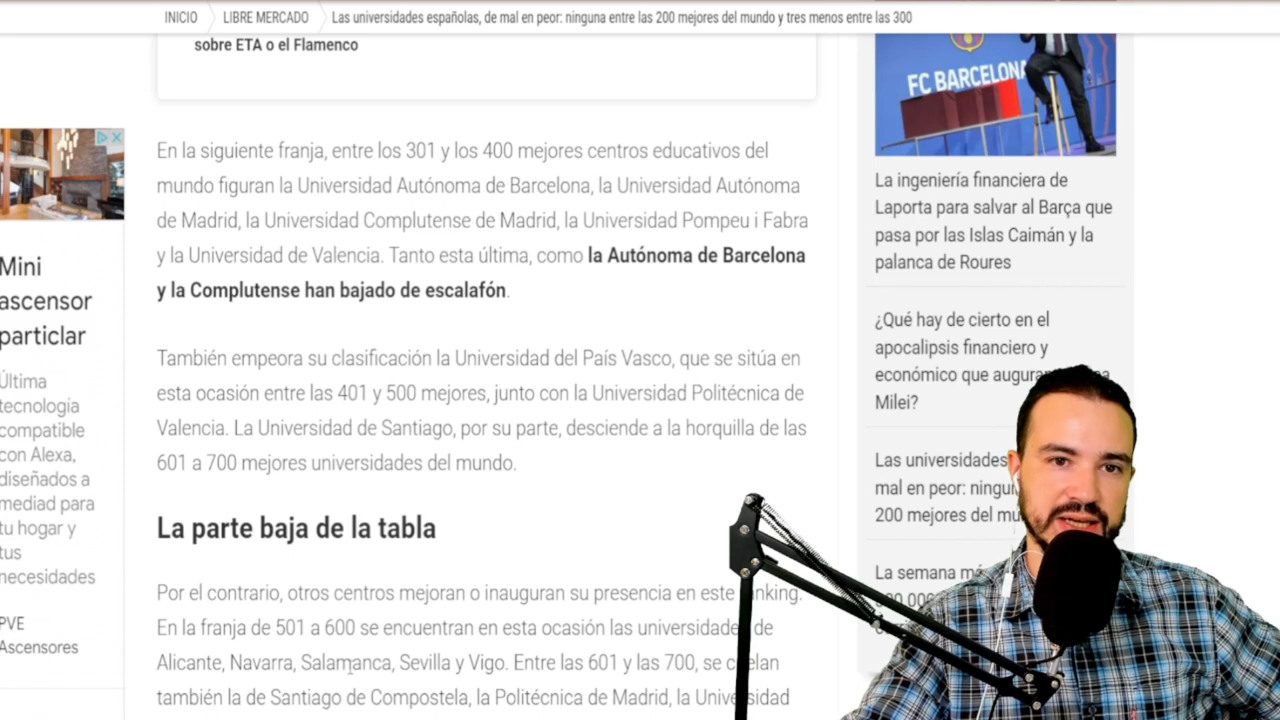 INICIO
LIBRE MERCADO
Las universidades españolas, de mal en peor: ninguna entre las 200 mejores del mundo y tres menos entre las 300
sobre ETA o el Flamenco
En la siguiente franja, entre los 301 y los 400 mejores centros educativos del
mundo figuran la Universidad Autónoma de Barcelona, la Universidad Autónoma
de Madrid, la Universidad Complutense de Madrid, la Universidad Pompeu i Fabra
y la Universidad de Valencia. Tanto esta última, como la Autónoma de Barcelona
y la Complutense han bajado de escalafón.
También empeora su clasificación la Universidad del País Vasco, que se sitúa en
esta ocasión entre las 401 y 500 mejores, junto con la Universidad Politécnica de
Valencia. La Universidad de Santiago, por su parte, desciende a la horquilla de las
601 a 700 mejores universidades del mundo.
La parte baja de la tabla
Por el contrario, otros centros mejoran o inauguran su presencia en este
En la franja de 501 a 600 se encuentran en esta ocasión las universidades de
Alicante, Navarra, Salamanca, Sevilla y Vigo. Entre las 601 y las 700, se
también la de Santiago de Compostela, la Politécnica de Madrid, la
Mini
ascensor
particlar
Última
tecnología
compatible
con Alexa,
diseñados a
mediad para
tu hogar y
tus
necesidades
PVE
Ascensores
FC BARCELONA
La ingeniería financiera de
Laporta para salvar al Barça que
pasa por las Islas Caimán y la
palanca de Roures
¿Qué hay de cierto en el
apocalipsis financiero y
económico que
Milei?
Las universidades
mal en peor:
200 mejores del
La semana